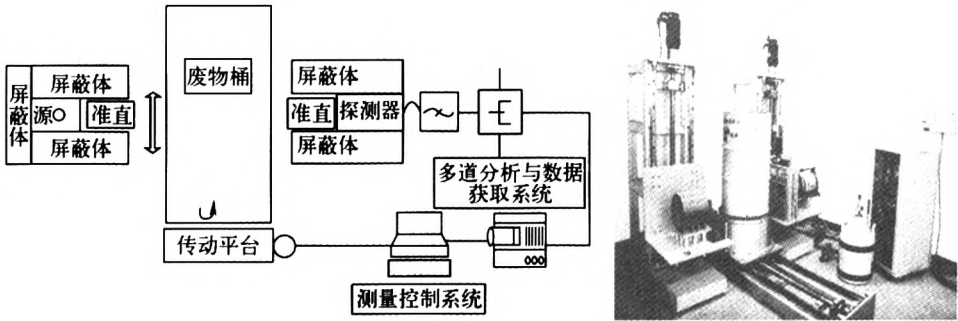 屏蔽体
屏蔽体
源
准直
屏蔽体
废物桶
屏蔽体
准直
探测器
屏蔽体
多道分析与数据
获取系统
传动平台
测量控制系统